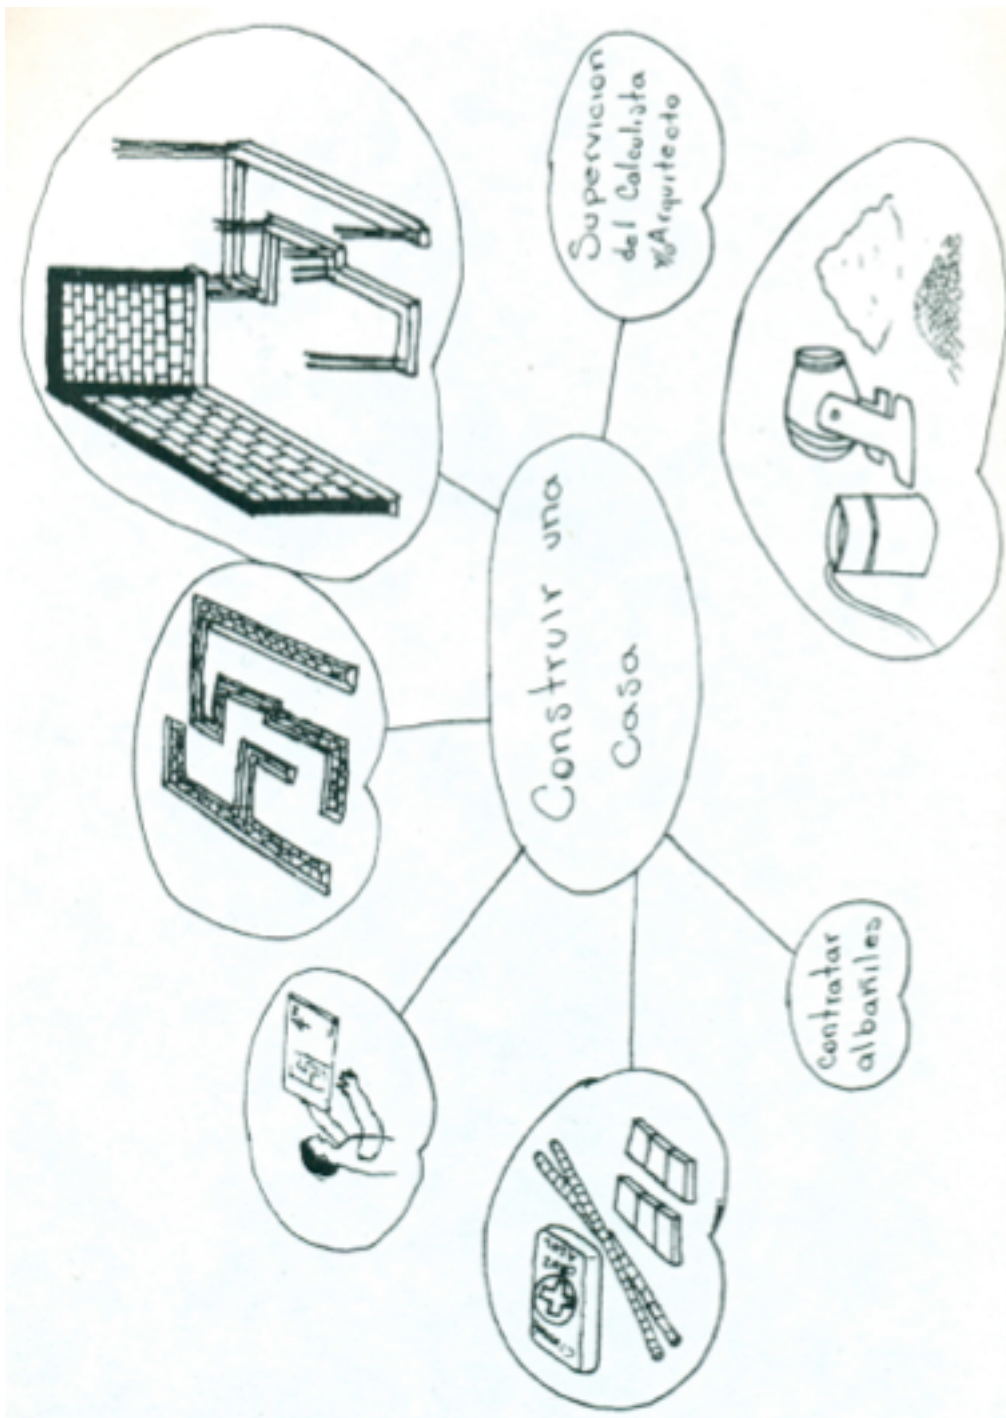 Construir una
Casa
Supervicion
del Calculista
y/o Arquitecto
Contratar
albañiles